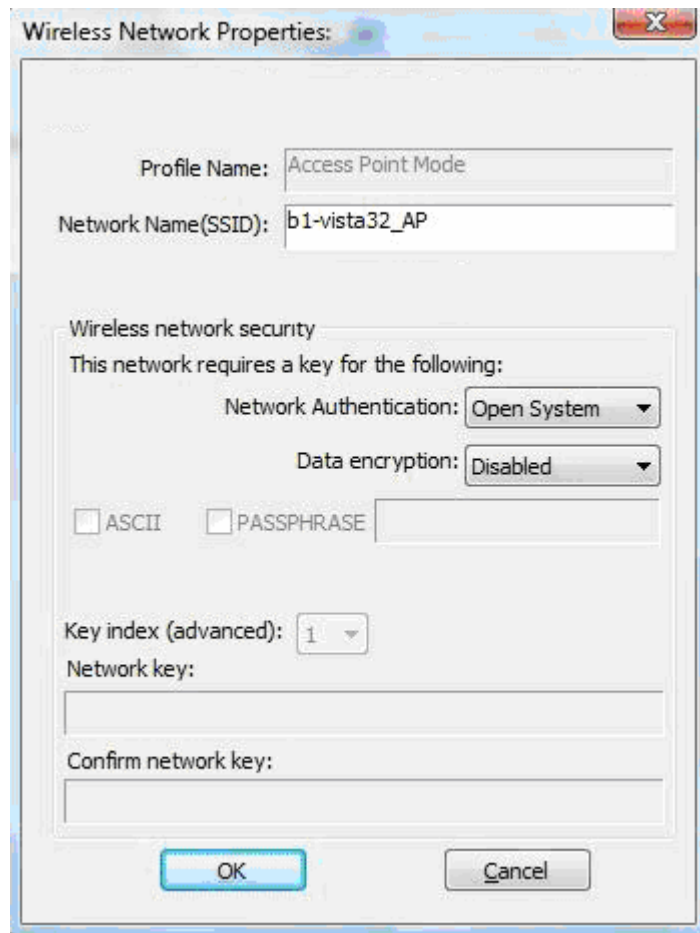 Wireless Network Properties:
Profile Name: Access Point Mode
Network Name(SSID): b1-vista32_AP
Wireless network security
This network requires a key for the following:
Network Authentication: Open System
Data encryption: Disabled
ASCII PASSPHRASE
Key index (advanced): 1
Network key:
Confirm network key:
OK Cancel